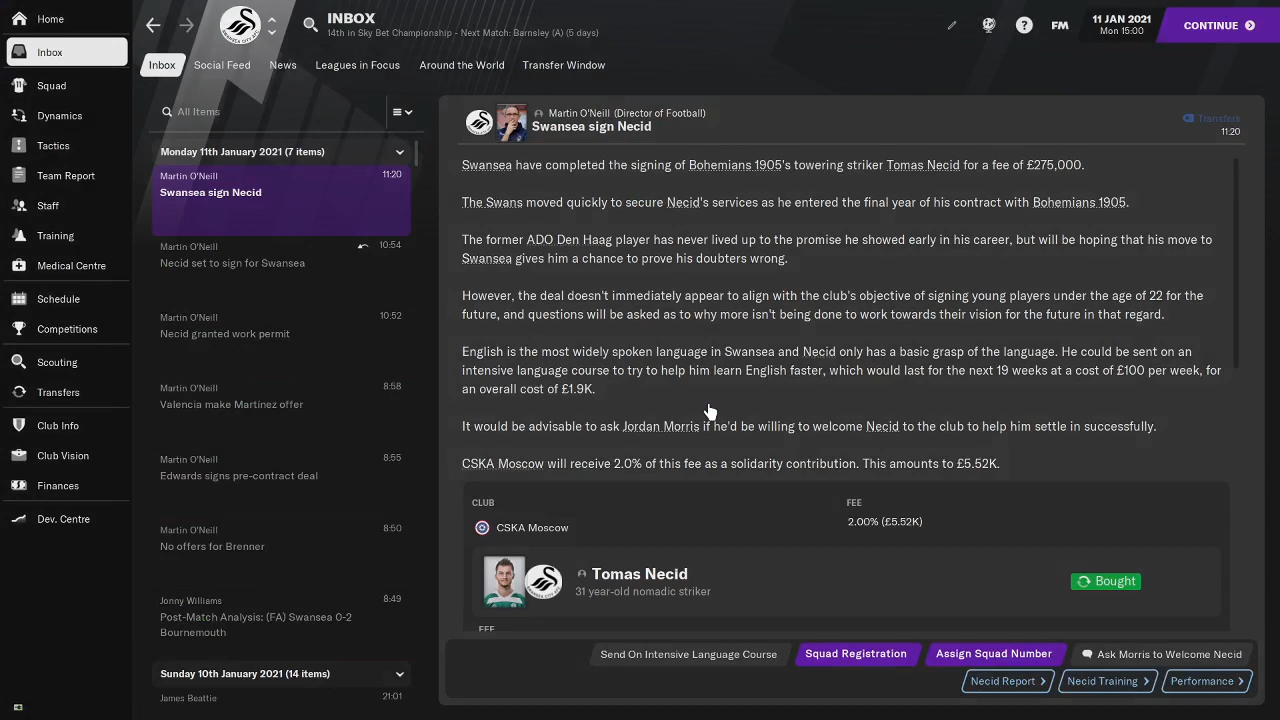 Home
Inbox
Squad
Dynamics
Tactics
Team Report
Staff
Training
Medical Centre
Schedule
Competitions
Scouting
Transfers
Club Info
Club Vision
Finances
Dev. Centre
INBOX
14th in Sky Bet Championship - Next Match: Barnsley (A) (5 days)
FM
11 JAN 2021
Mon 15:00
CONTINUE
Inbox
Social Feed
News
Leagues in Focus
Around the World
Transfer Window
All Items
Monday 11th January 2021 (7 items)
Martin O'Neill 11:20
Swansea sign Necid
Martin O'Neill 10:54
Necid set to sign for Swansea
Martin O'Neill 10:52
Necid granted work permit
Martin O'Neill 8:58
Valencia make Martínez offer
Martin O'Neill 8:55
Edwards signs pre-contract deal
Martin O'Neill 8:50
No offers for Brenner
Jonny Williams 8:49
Post-Match Analysis: (FA) Swansea 0-2
Bournemouth
Sunday 10th January 2021 (14 items)
James Beattie 21:01
Martin O'Neill (Director of Football)
Swansea sign Necid
Transfers
11:20
Swansea have completed the signing of Bohemians 1905's towering striker Tomas Necid for a fee of £275,000.
The Swans moved quickly to secure Necid's services as he entered the final year of his contract with Bohemians 1905.
The former ADO Den Haag player has never lived up to the promise he showed early in his career, but will be hoping that his move to
Swansea gives him a chance to prove his doubters wrong.
However, the deal doesn't immediately appear to align with the club's objective of signing young players under the age of 22 for the
future, and questions will be asked as to why more isn't being done to work towards their vision for the future in that regard.
English is the most widely spoken language in Swansea and Necid only has a basic grasp of the language. He could be sent on an
intensive language course to try to help him learn English faster, which would last for the next 19 weeks at a cost of £100 per week, for
an overall cost of £1.9K.
It would be advisable to ask Jordan Morris if he'd be willing to welcome Necid to the club to help him settle in successfully.
CSKA Moscow will receive 2.0% of this fee as a solidarity contribution. This amounts to £5.52K.
CLUB
FEE
CSKA Moscow
2.00% (£5.52K)
Tomas Necid
31 year-old nomadic striker
Bought
FEE
Send On Intensive Language Course
Squad Registration
Assign Squad Number
Ask Morris to Welcome Necid
Necid Report
Necid Training
Performance